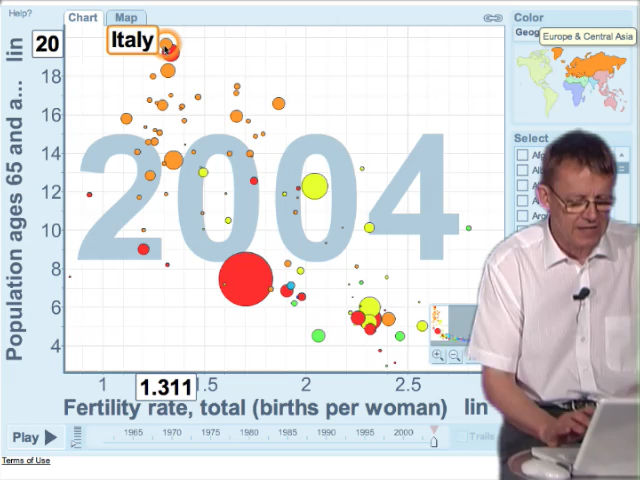 Help?
Chart
Map
Color
Geog
Europe & Central Asia
20
lin
Italy
18
16
14
12
10
8
6
4
Population ages 65 and a...
2004
Select
1
1.311
1.5
2
2.5
Fertility rate, total (births per woman)
lin
Play
1965 1970 1975 1980 1985 1990 1995 2000
Trails
Terms of Use